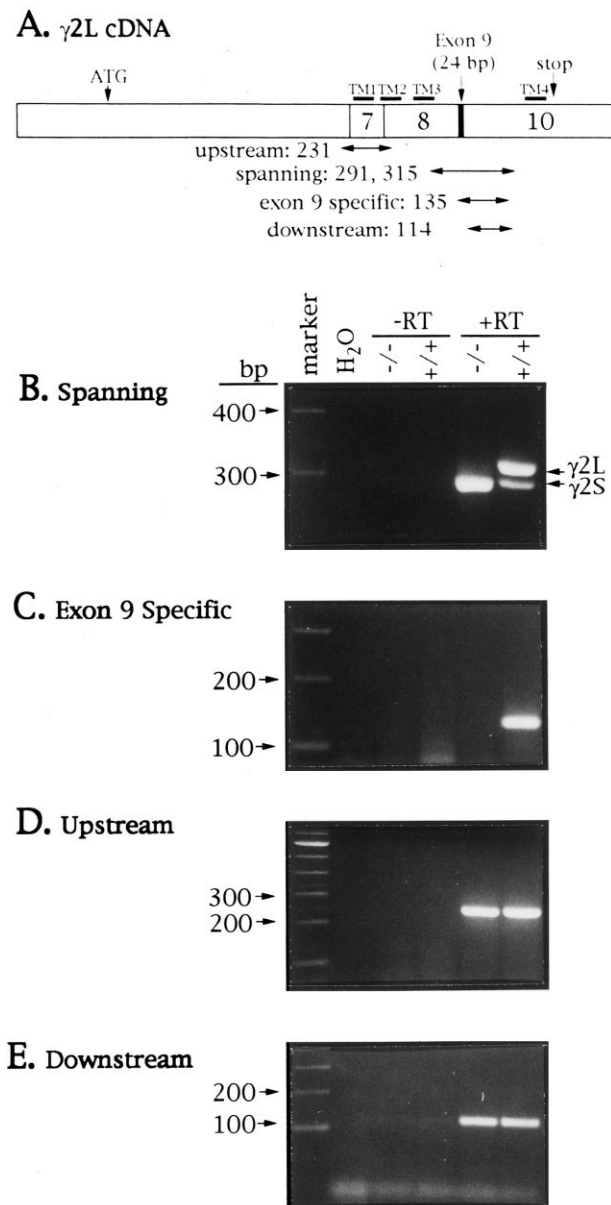 A. γ2L cDNA
Exon 9
(24 bp)
stop
ATG
TM1 TM2 TM3 TM4
7 8 10
upstream: 231
spanning: 291, 315
exon 9 specific: 135
downstream: 114
marker H₂O -RT +RT
-/- +/+ -/- +/+
bp
B. Spanning
400
300
γ2L
γ2S
C. Exon 9 Specific
200
100
D. Upstream
300
200
E. Downstream
200
100